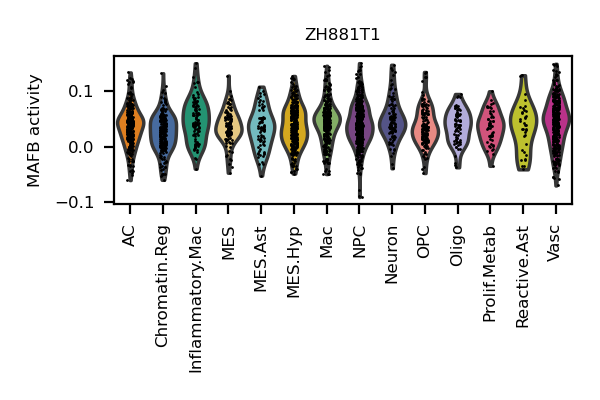 ZH881T1
MAFB activity
0.1
0.0
−0.1
AC
Chromatin.Reg
Inflammatory.Mac
MES
MES.Ast
MES.Hyp
Mac
NPC
Neuron
OPC
Oligo
Prolif.Metab
Reactive.Ast
Vasc